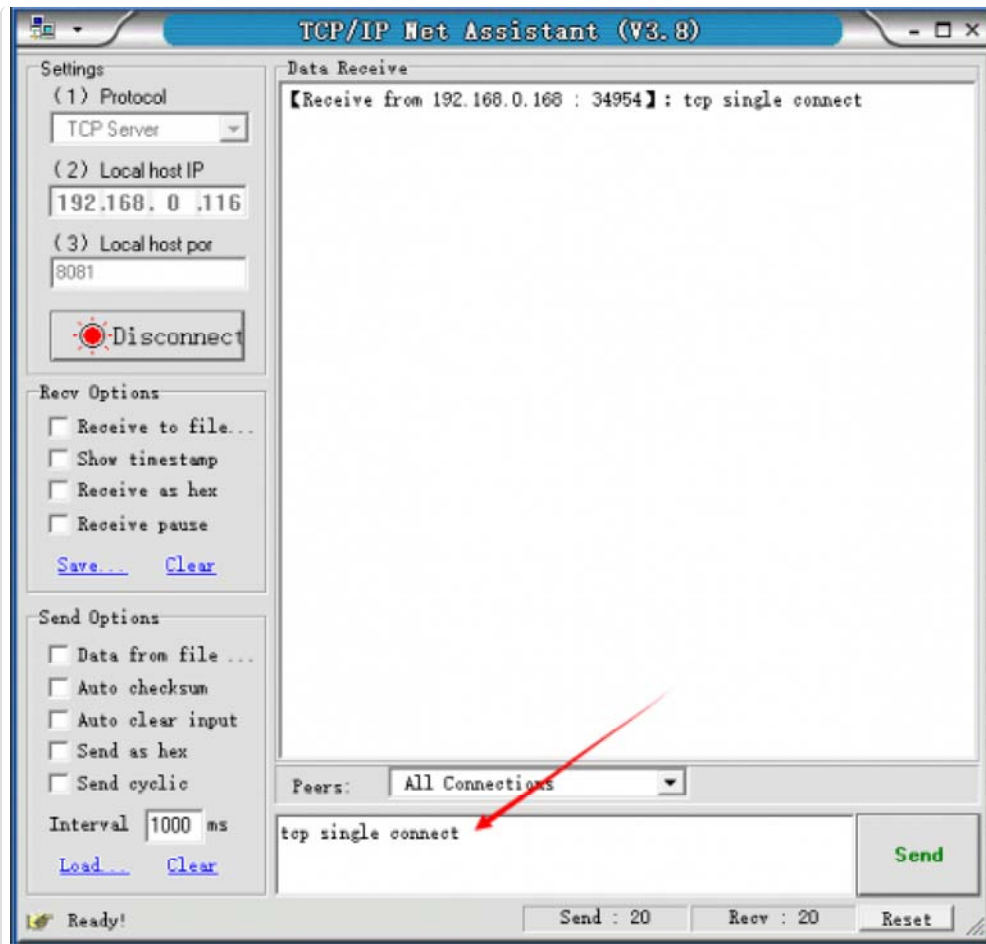 TCP/IP Net Assistant (V3.8)
Settings
(1) Protocol
TCP Server
(2) Local host IP
192.168. 0 .116
(3) Local host por
8081
Disconnect
Recv Options
Receive to file...
Show timestamp
Receive as hex
Receive pause
Save... Clear
Send Options
Data from file ...
Auto checksum
Auto clear input
Send as hex
Send cyclic
Interval 1000 ms
Load... Clear
Data Receive
【Receive from 192.168.0.168 : 34954】: tcp single connect
Peers: All Connections
tcp single connect
Send
Ready! Send : 20 Recv : 20 Reset